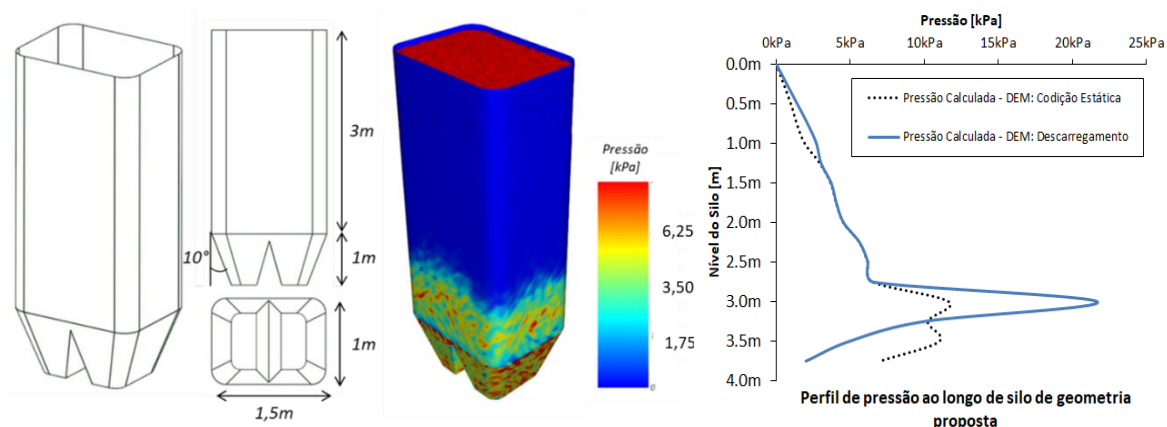 3m
10°
1m
1m
1,5m
Pressão
[kPa]
6,25
3,50
1,75
0
Pressão [kPa]
0kPa 5kPa 10kPa 15kPa 20kPa 25kPa
0.0m
0.5m
1.0m
1.5m
2.0m
2.5m
3.0m
3.5m
4.0m
Nível do Silo [m]
Pressão Calculada - DEM: Codição Estática
Pressão Calculada - DEM: Descarregamento
Perfil de pressão ao longo de silo de geometria
proposta